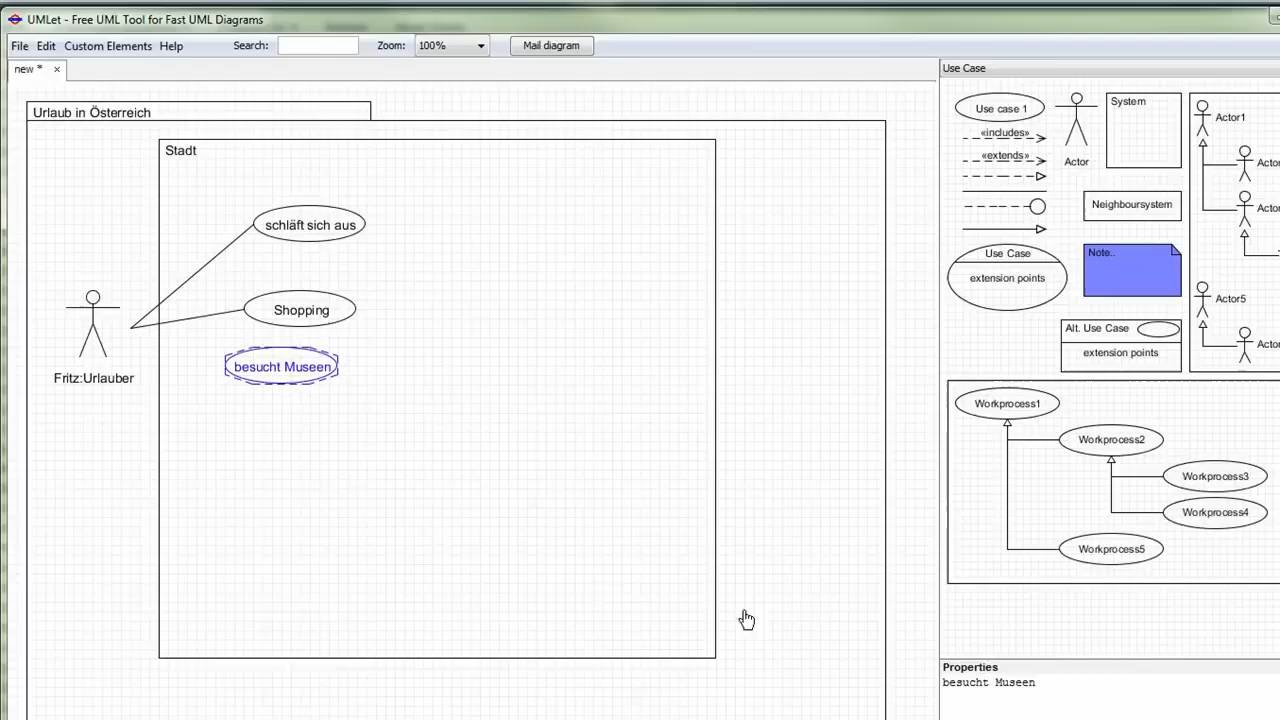 UMLet - Free UML Tool for Fast UML Diagrams
File Edit Custom Elements Help Search: Zoom: 100% Mail diagram
new *
Urlaub in Österreich
Stadt
schläft sich aus
Shopping
besucht Museen
Fritz:Urlauber
Use Case
Use case 1
«includes»
«extends»
Actor
System
Neighboursystem
Use Case
extension points
Note..
Alt. Use Case
extension points
Actor1
Actor
Actor
Actor5
Actor
Workprocess1
Workprocess2
Workprocess3
Workprocess4
Workprocess5
Properties
besucht Museen